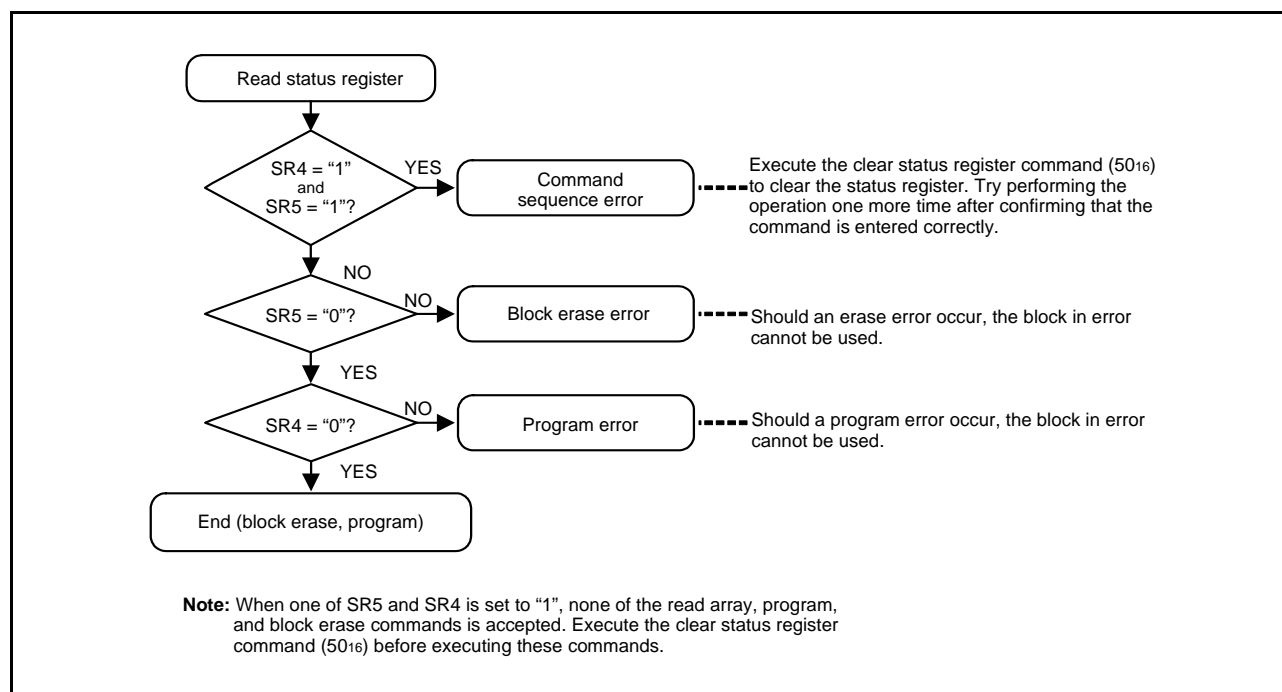 Read status register
SR4 = “1”
and
SR5 = “1”?
YES
Command
sequence error
Execute the clear status register command (50₁₆)
to clear the status register. Try performing the
operation one more time after confirming that the
command is entered correctly.
NO
SR5 = “0”?
NO
Block erase error
Should an erase error occur, the block in error
cannot be used.
YES
SR4 = “0”?
NO
Program error
Should a program error occur, the block in error
cannot be used.
YES
End (block erase, program)
Note: When one of SR5 and SR4 is set to “1”, none of the read array, program,
and block erase commands is accepted. Execute the clear status register
command (50₁₆) before executing these commands.